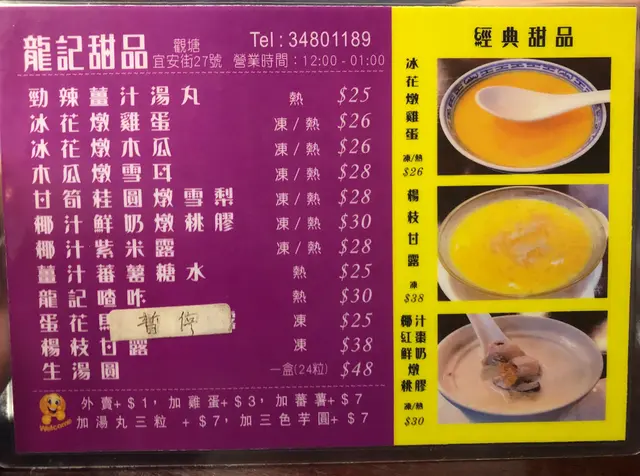 龍記甜品 觀塘 Tel: 34801189
宜安街27號 營業時間: 12:00 - 01:00
勁辣薑汁湯丸 熱 $25
冰花燉雞蛋 凍/熱 $26
冰花燉木瓜 凍/熱 $26
木瓜燉雪耳 凍/熱 $28
甘筍桂圓燉雪梨 凍/熱 $28
椰汁鮮奶燉桃膠 凍/熱 $30
椰汁紫米露 凍/熱 $28
薑汁蕃薯糖水 熱 $25
龍記喳咋 熱 $30
蛋花馬 暫停 凍 $25
楊枝甘露 凍 $38
生湯圓 一盒(24粒) $48
Welcome
外賣+$1, 加雞蛋+$3, 加蕃薯+$7
加湯丸三粒 +$7, 加三色芋圓+$7
經典甜品
冰花燉雞蛋
凍/熱
$26
楊枝甘露
凍
$38
椰汁紅棗鮮奶燉桃膠
凍/熱
$30